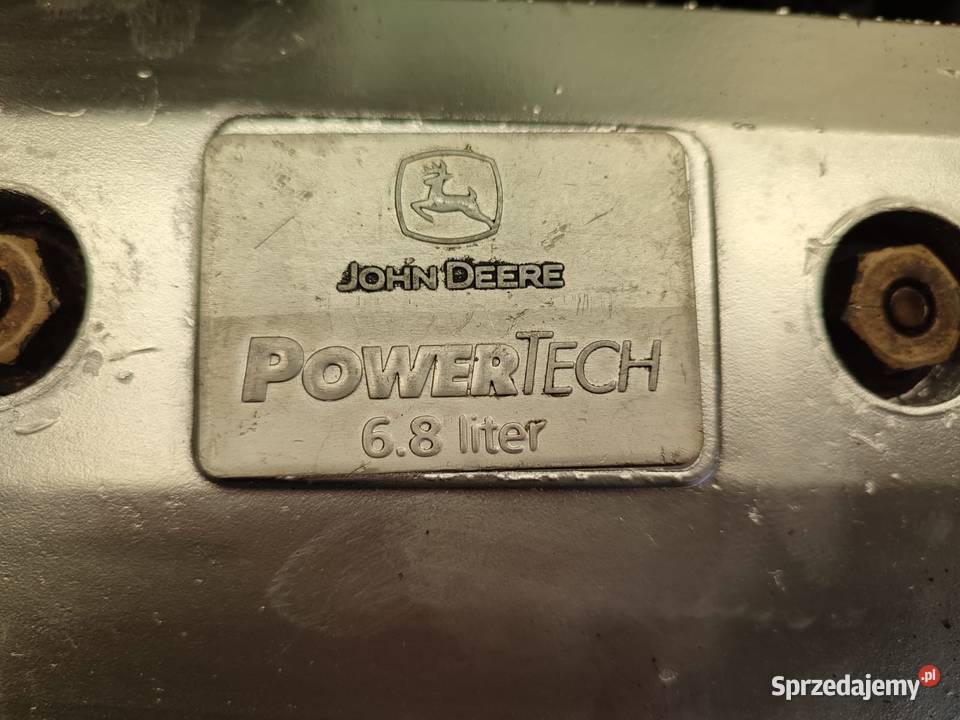 JOHN DEERE
POWERTECH
6.8 liter
Sprzedajemy.pl